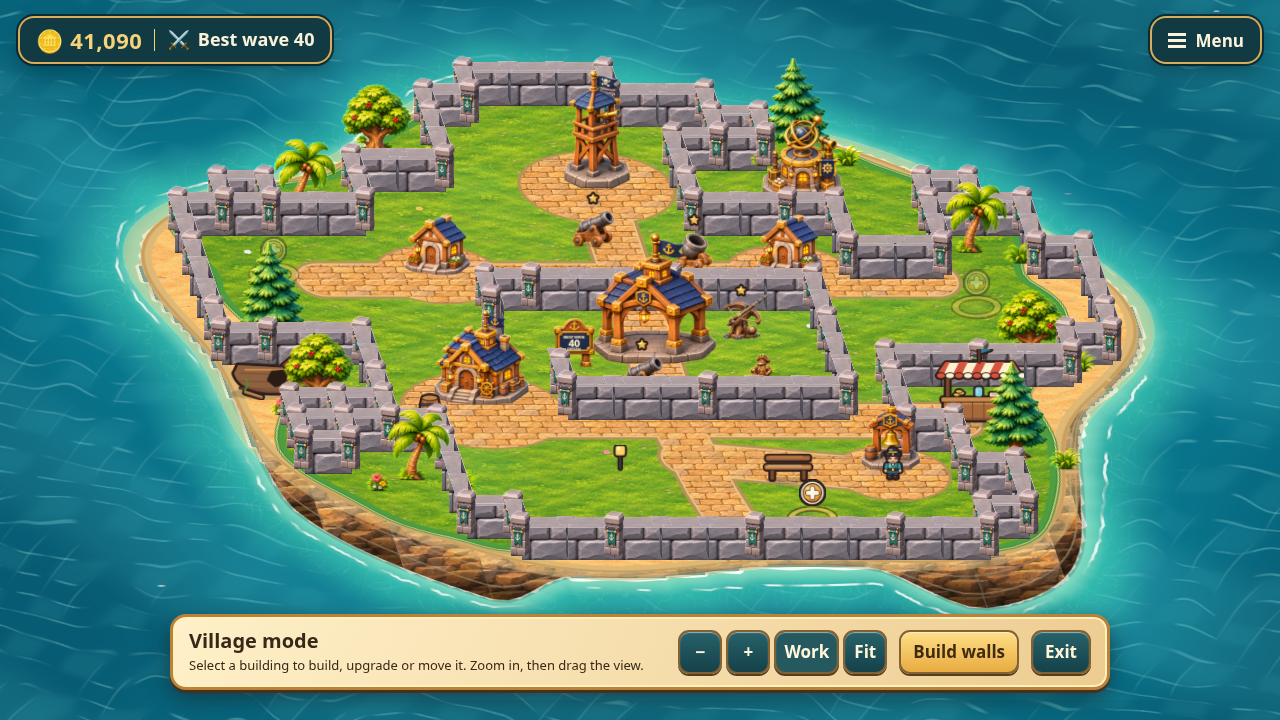 41,090
Best wave 40
Menu
40
Village mode
Select a building to build, upgrade or move it. Zoom in, then drag the view.
−
+
Work
Fit
Build walls
Exit